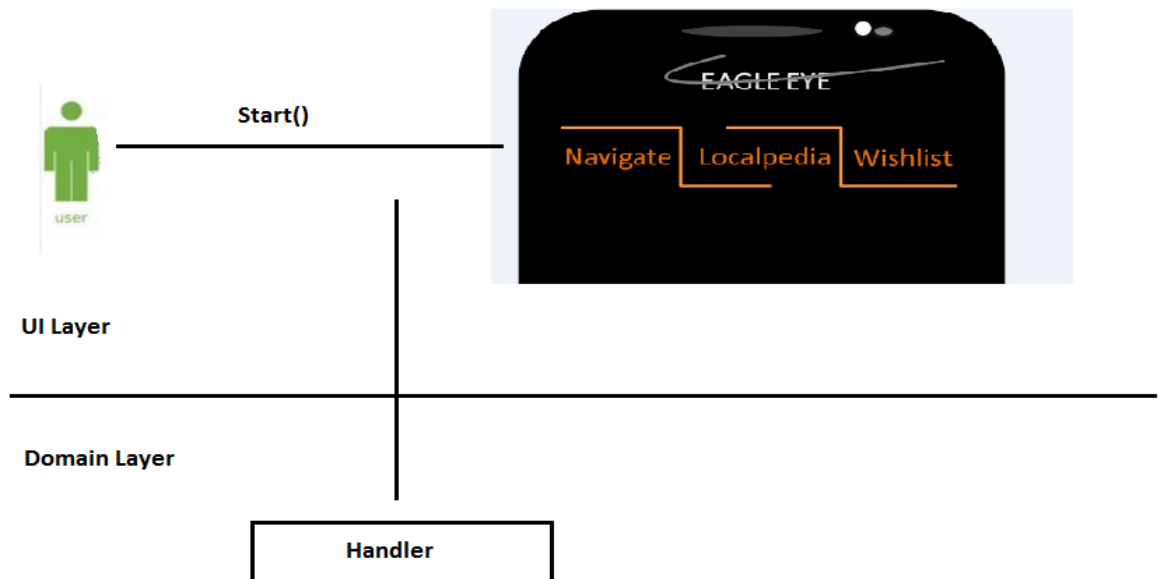 Start()
EAGLE EYE
Navigate Localpedia Wishlist
user
UI Layer
Domain Layer
Handler